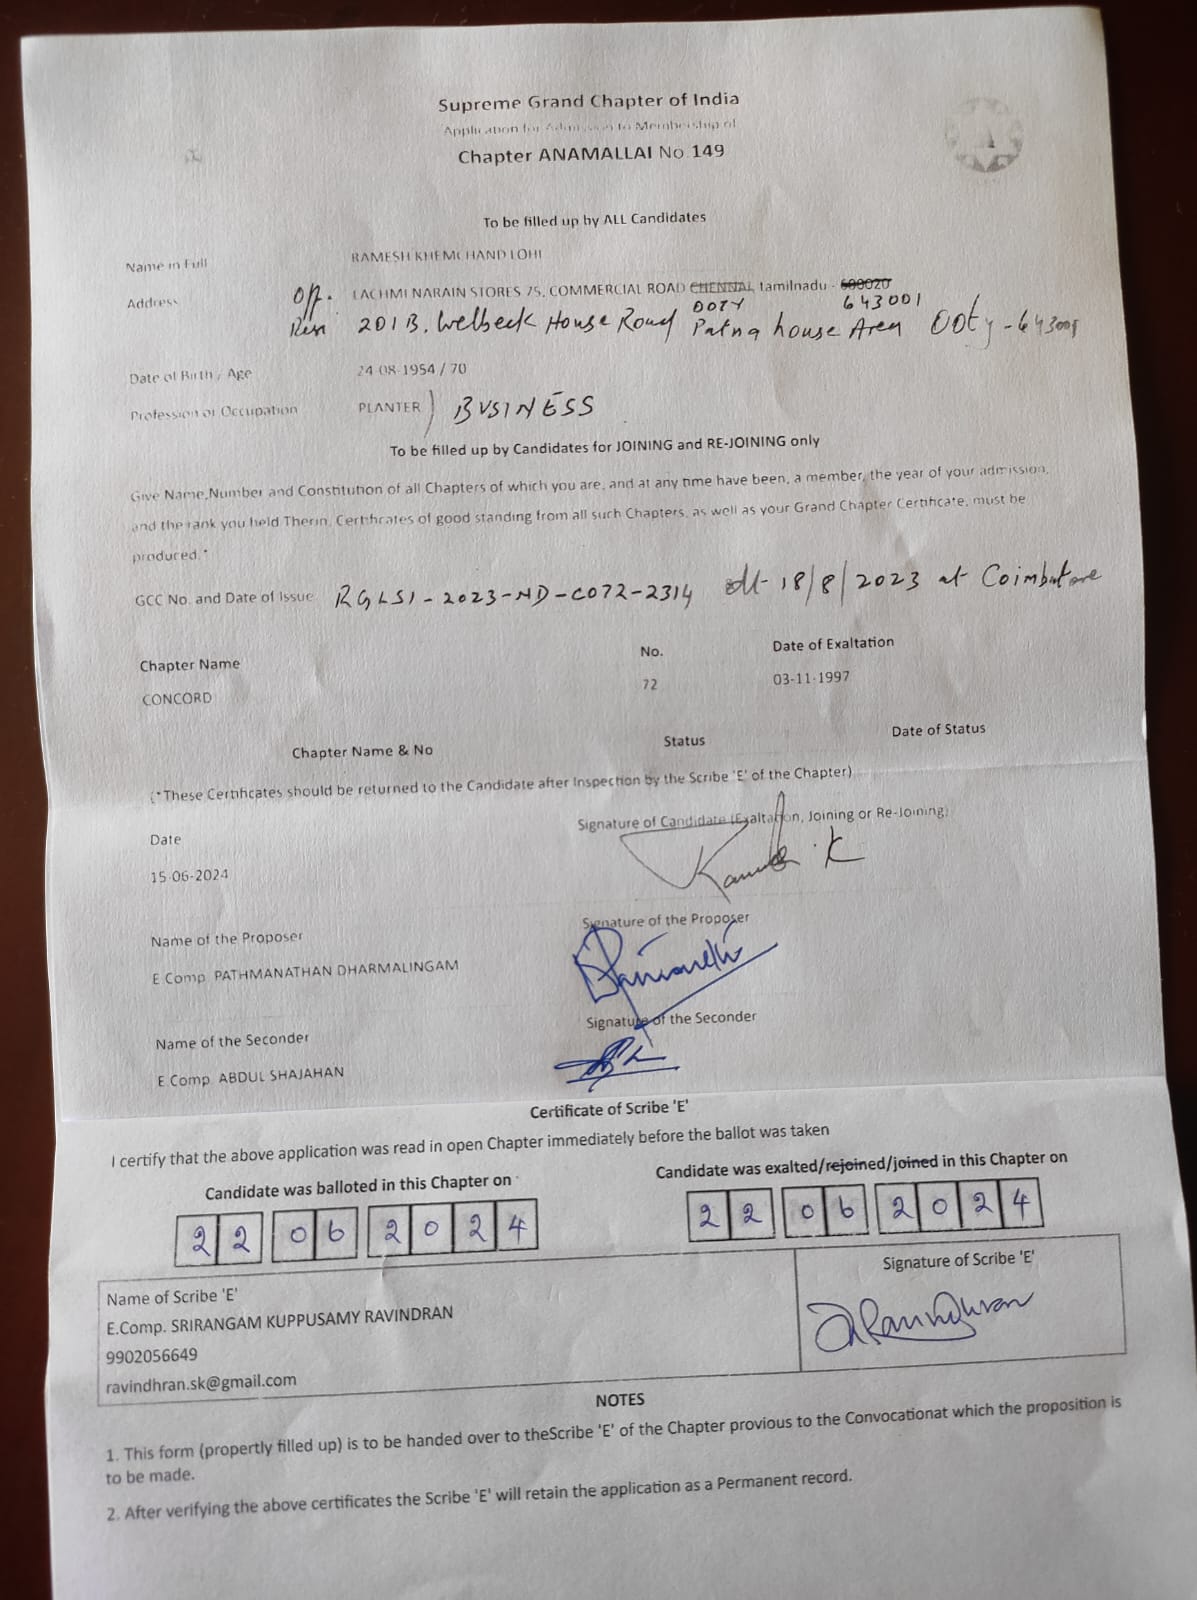 Supreme Grand Chapter of India
Application for Admission to Membership of
Chapter ANAMALLAI No 149
To be filled up by ALL Candidates
Name in Full RAMESH KHEMCHAND LOHI
Address Off. LACHMI NARAIN STORES 75, COMMERCIAL ROAD CHENNAI, tamilnadu - 600020
OOTY 643001
Resi 201B, Welbeck House Road Patna house Area Ooty - 643001
Date of Birth / Age 24-08-1954 / 70
Profession or Occupation PLANTER / BUSINESS
To be filled up by Candidates for JOINING and RE-JOINING only
Give Name,Number and Constitution of all Chapters of which you are, and at any time have been, a member, the year of your admission,
and the rank you held Therin. Certificates of good standing from all such Chapters, as well as your Grand Chapter Certificate, must be
produced.*
GCC No. and Date of Issue RGLSI-2023-ND-C072-2314 dt 18/8/2023 at Coimbatore
Chapter Name No. Date of Exaltation
CONCORD 72 03-11-1997
Chapter Name & No Status Date of Status
(*These Certificates should be returned to the Candidate after Inspection by the Scribe 'E' of the Chapter)
Date Signature of Candidate (Exaltation, Joining or Re-Joining)
15-06-2024
Name of the Proposer Signature of the Proposer
E.Comp. PATHMANATHAN DHARMALINGAM
Name of the Seconder Signature of the Seconder
E.Comp. ABDUL SHAJAHAN
Certificate of Scribe 'E'
I certify that the above application was read in open Chapter immediately before the ballot was taken
Candidate was balloted in this Chapter on Candidate was exalted/rejoined/joined in this Chapter on
22 06 2024 22 06 2024
Name of Scribe 'E' Signature of Scribe 'E'
E.Comp. SRIRANGAM KUPPUSAMY RAVINDRAN
9902056649
ravindhran.sk@gmail.com
NOTES
1. This form (propertly filled up) is to be handed over to theScribe 'E' of the Chapter provious to the Convocationat which the proposition is
to be made.
2. After verifying the above certificates the Scribe 'E' will retain the application as a Permanent record.